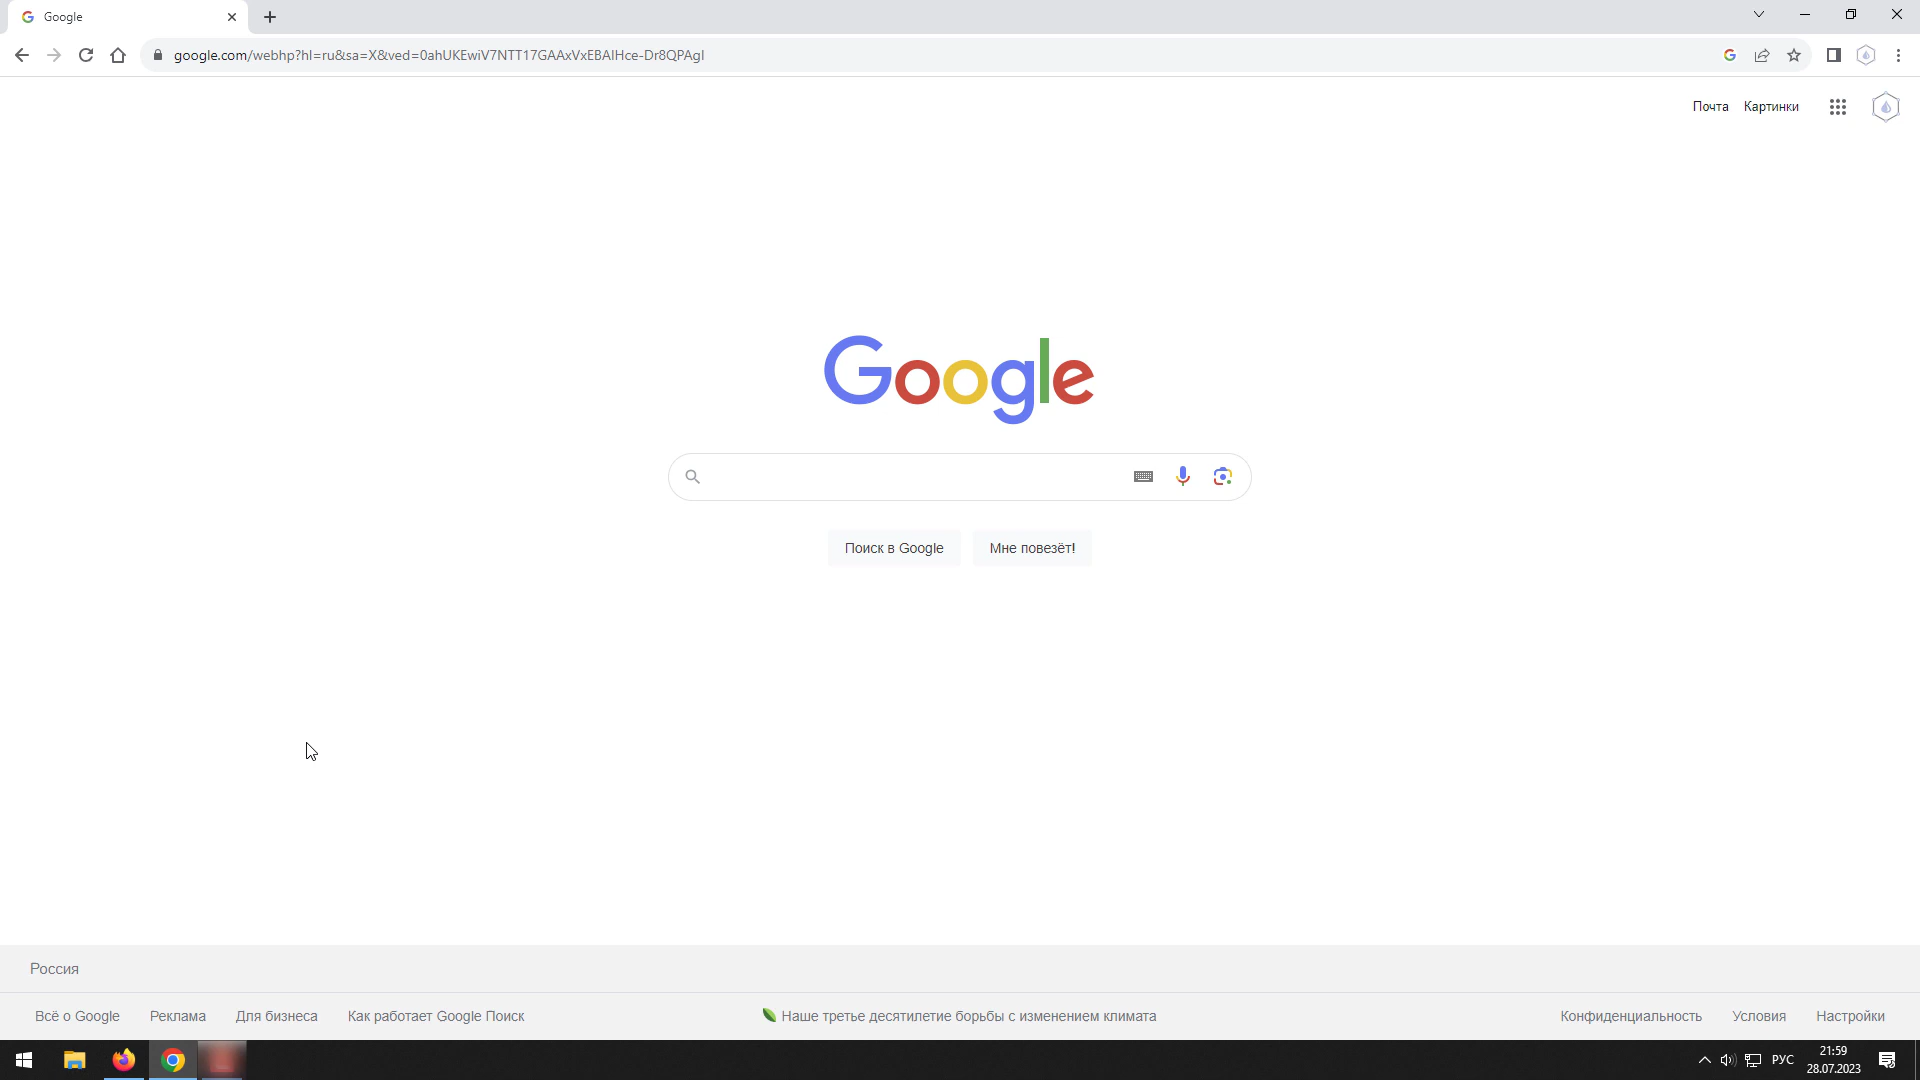 Google
google.com/webhp?hl=ru&sa=X&ved=0ahUKEwiV7NTT17GAAxVxEBAIHce-Dr8QPAgI
Почта Картинки
Google
Поиск в Google Мне повезёт!
Россия
Всё о Google Реклама Для бизнеса Как работает Google Поиск Наше третье десятилетие борьбы с изменением климата Конфиденциальность Условия Настройки
РУС 21:59
28.07.2023